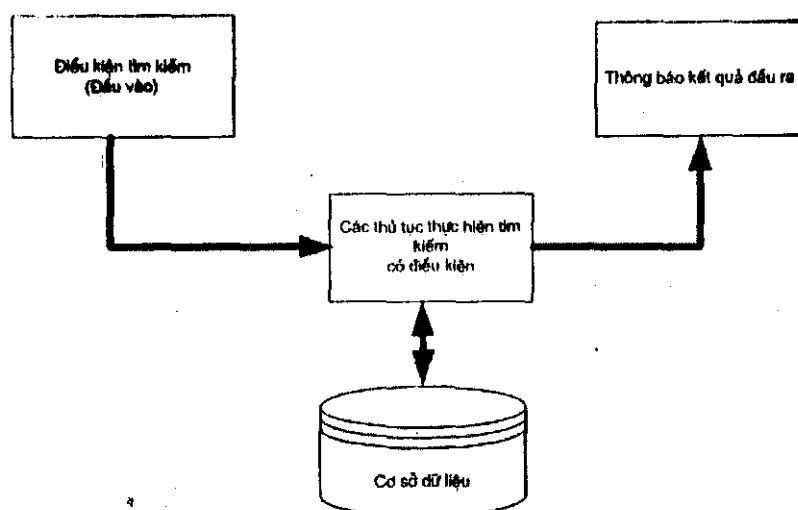 Điều kiện tìm kiếm
(Đầu vào)
Thông báo kết quả đầu ra
Các thủ tục thực hiện tìm
kiếm
có điều kiện
Cơ sở dữ liệu